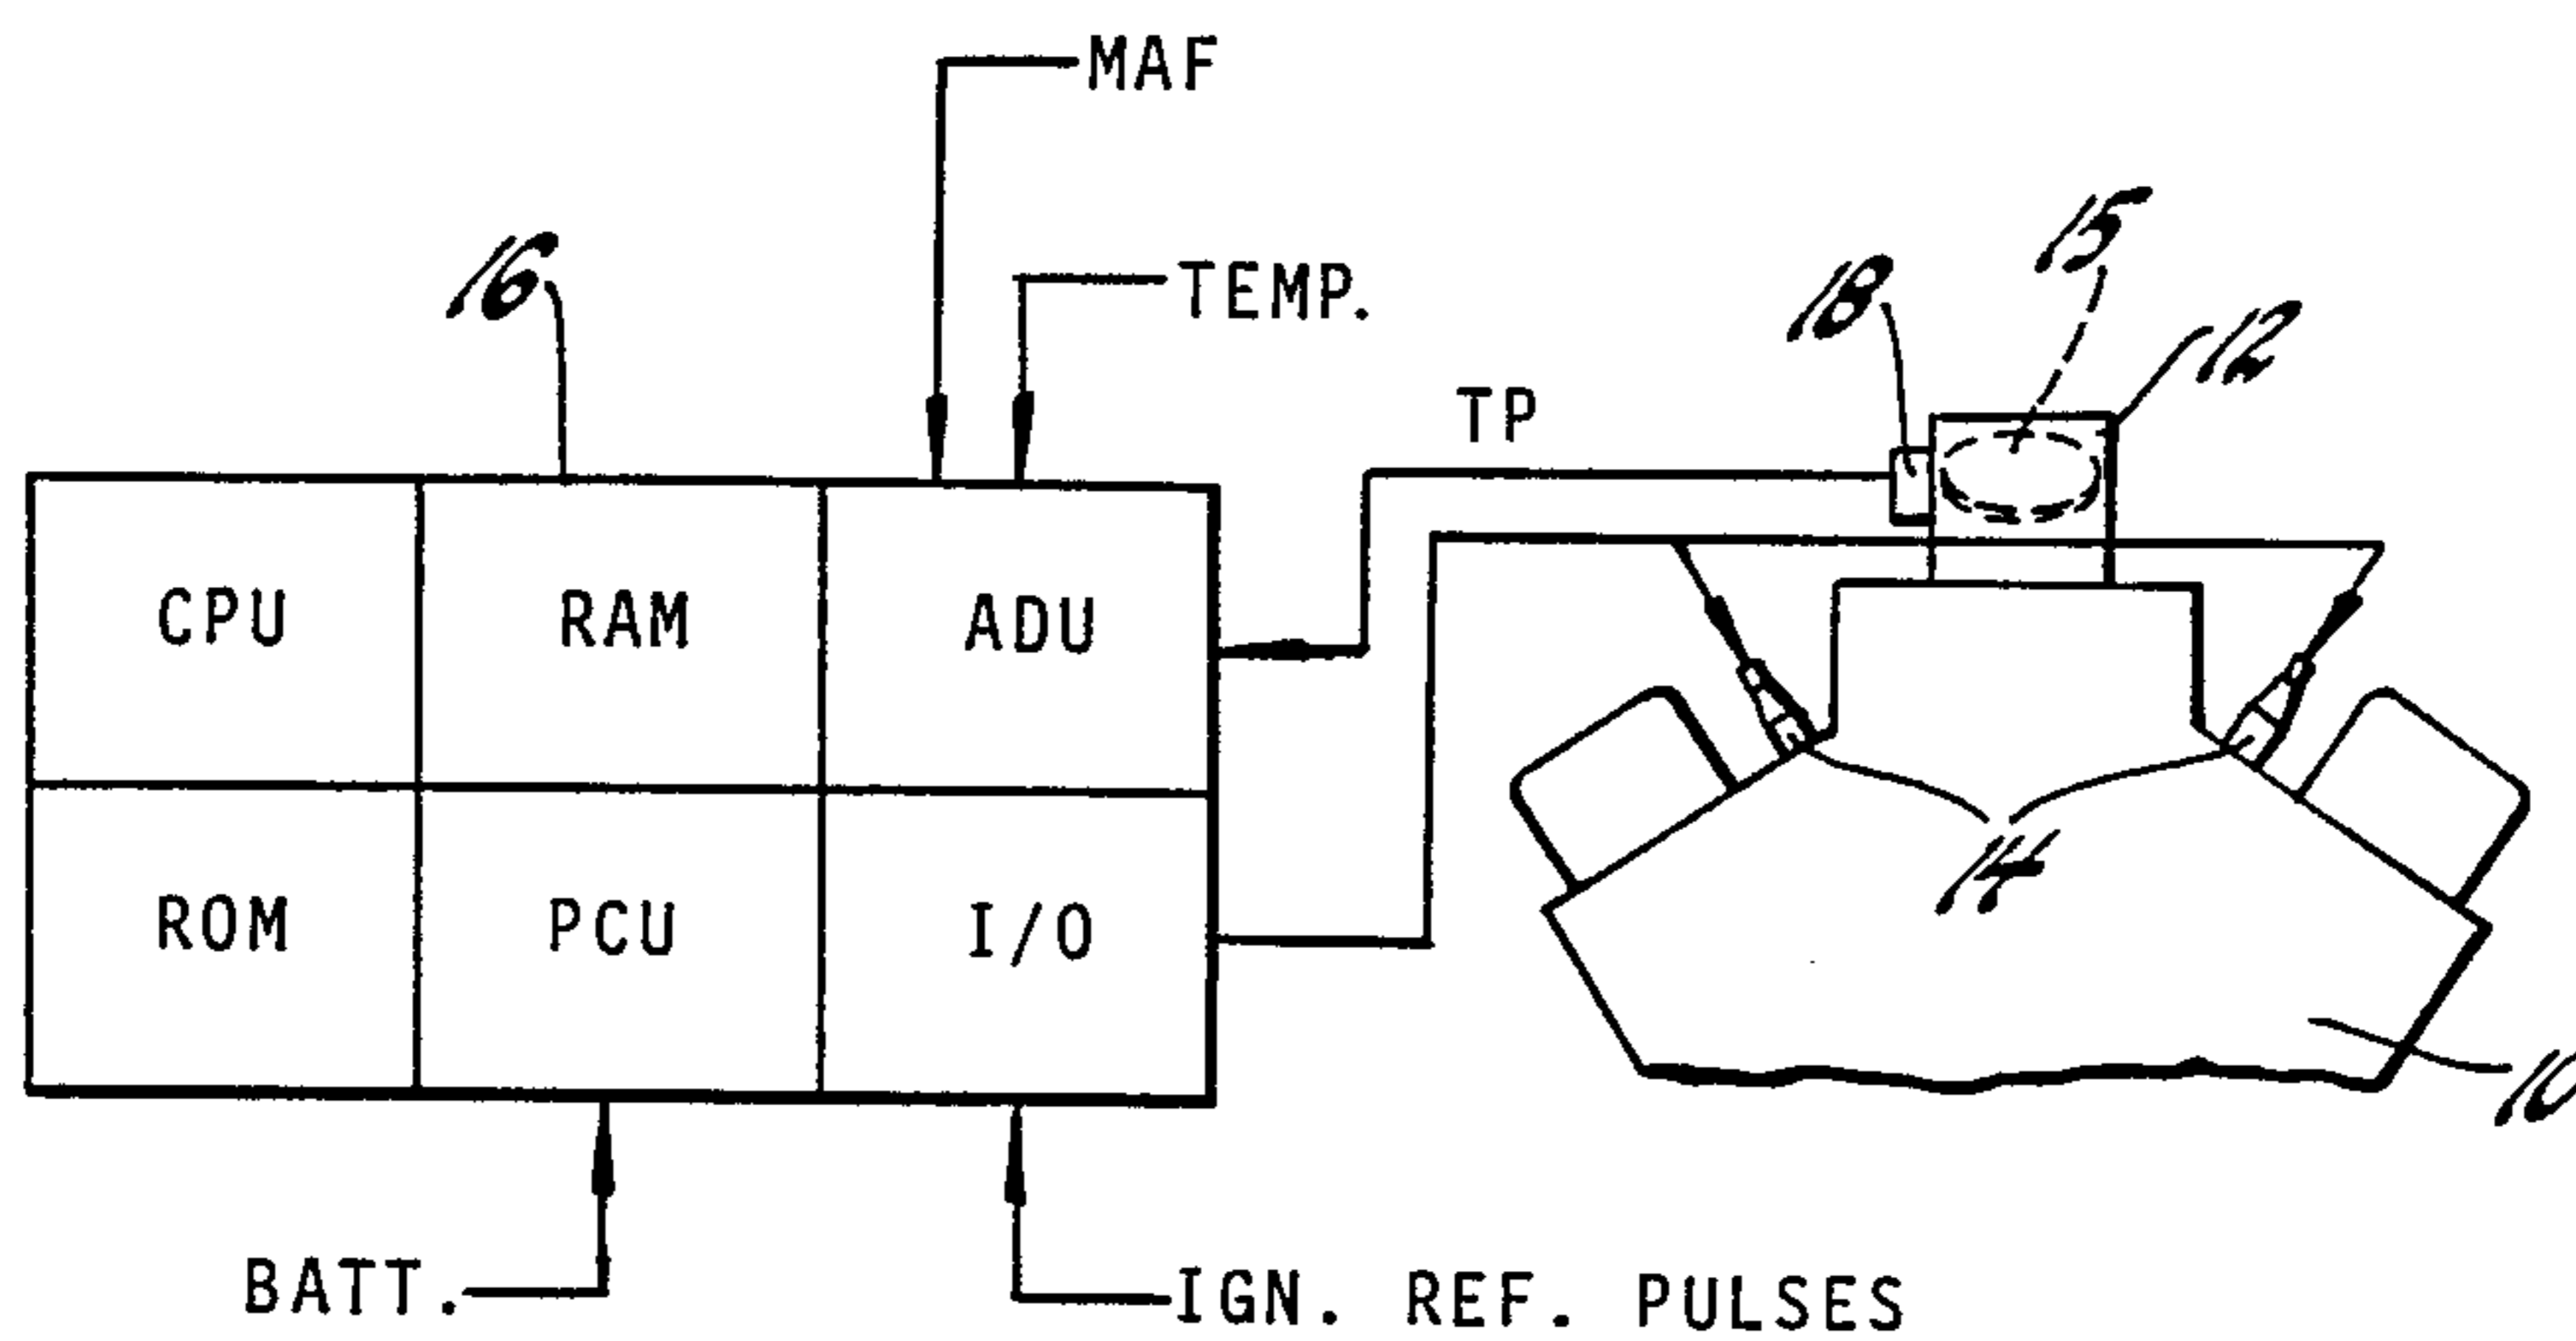 MAF
16
TEMP.
15
18
12
TP
CPU
RAM
ADU
14
ROM
PCU
I/O
10
BATT.
IGN. REF. PULSES